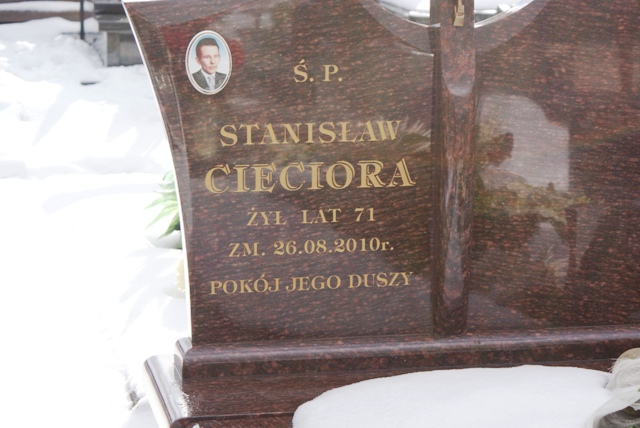 Ś. P.
STANISŁAW
CIECIORA
ŻYŁ LAT 71
ZM. 26.08.2010r.
POKÓJ JEGO DUSZY